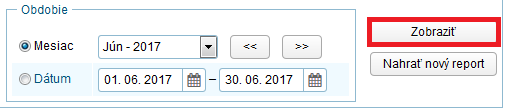 Obdobie
Mesiac
Jún - 2017
<<
>>
Dátum
01. 06. 2017
–
30. 06. 2017
Zobraziť
Nahrať nový report